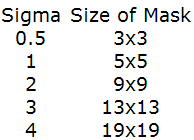 Sigma Size of Mask
0.5 3x3
1 5x5
2 9x9
3 13x13
4 19x19